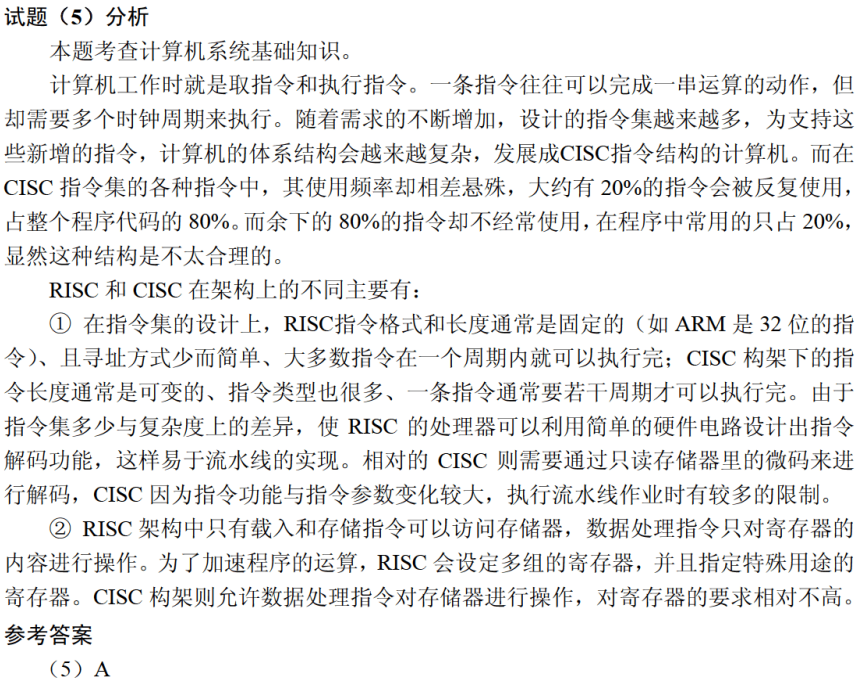 试题（5）分析
本题考查计算机系统基础知识。
计算机工作时就是取指令和执行指令。一条指令往往可以完成一串运算的动作，但
却需要多个时钟周期来执行。随着需求的不断增加，设计的指令集越来越多，为支持这
些新增的指令，计算机的体系结构会越来越复杂，发展成CISC指令结构的计算机。而在
CISC 指令集的各种指令中，其使用频率却相差悬殊，大约有 20%的指令会被反复使用，
占整个程序代码的 80%。而余下的 80%的指令却不经常使用，在程序中常用的只占 20%，
显然这种结构是不太合理的。
RISC 和 CISC 在架构上的不同主要有：
① 在指令集的设计上，RISC指令格式和长度通常是固定的（如 ARM 是 32 位的指
令）、且寻址方式少而简单、大多数指令在一个周期内就可以执行完；CISC 构架下的指
令长度通常是可变的、指令类型也很多、一条指令通常要若干周期才可以执行完。由于
指令集多少与复杂度上的差异，使 RISC 的处理器可以利用简单的硬件电路设计出指令
解码功能，这样易于流水线的实现。相对的 CISC 则需要通过只读存储器里的微码来进
行解码，CISC 因为指令功能与指令参数变化较大，执行流水线作业时有较多的限制。
② RISC 架构中只有载入和存储指令可以访问存储器，数据处理指令只对寄存器的
内容进行操作。为了加速程序的运算，RISC 会设定多组的寄存器，并且指定特殊用途的
寄存器。CISC 构架则允许数据处理指令对存储器进行操作，对寄存器的要求相对不高。
参考答案
（5）A